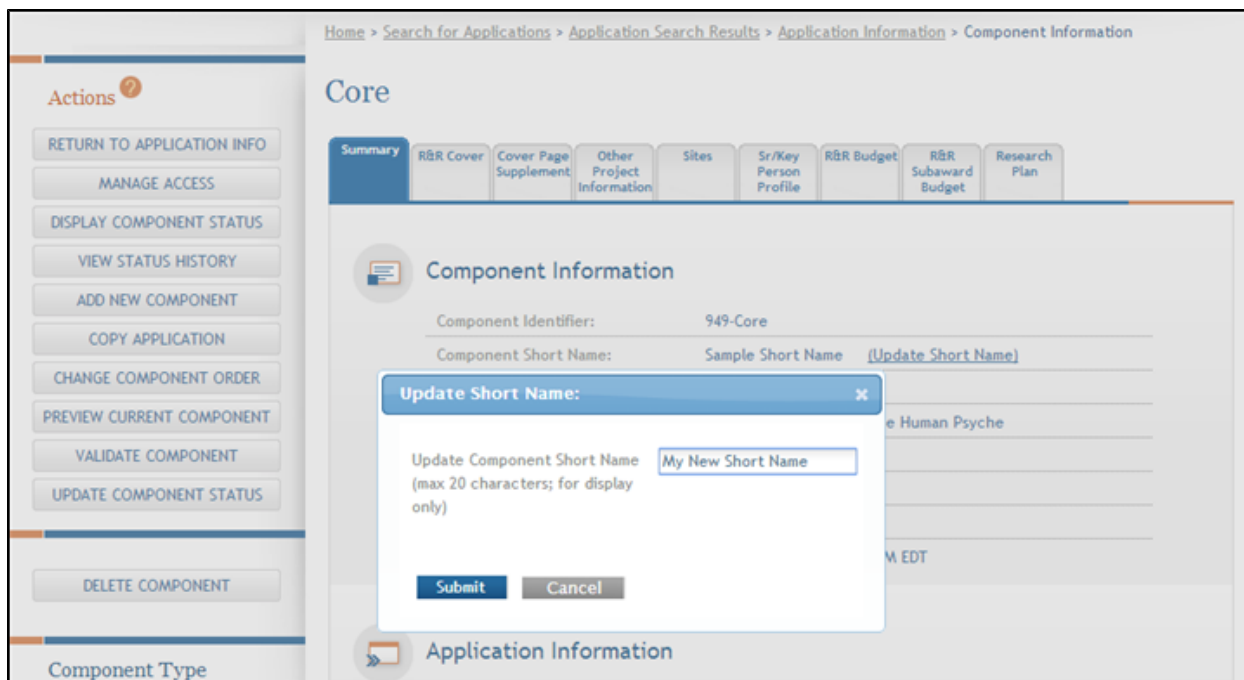 Home > Search for Applications > Application Search Results > Application Information > Component Information
Actions ?
RETURN TO APPLICATION INFO
MANAGE ACCESS
DISPLAY COMPONENT STATUS
VIEW STATUS HISTORY
ADD NEW COMPONENT
COPY APPLICATION
CHANGE COMPONENT ORDER
PREVIEW CURRENT COMPONENT
VALIDATE COMPONENT
UPDATE COMPONENT STATUS
DELETE COMPONENT
Component Type
Core
Summary
R&R Cover
Cover Page
Supplement
Other
Project
Information
Sites
Sr/Key
Person
Profile
R&R Budget
R&R
Subaward
Budget
Research
Plan
Component Information
Component Identifier: 949-Core
Component Short Name: Sample Short Name (Update Short Name)
e Human Psyche
M EDT
Update Short Name: ×
Update Component Short Name My New Short Name
(max 20 characters; for display
only)
Submit Cancel
Application Information